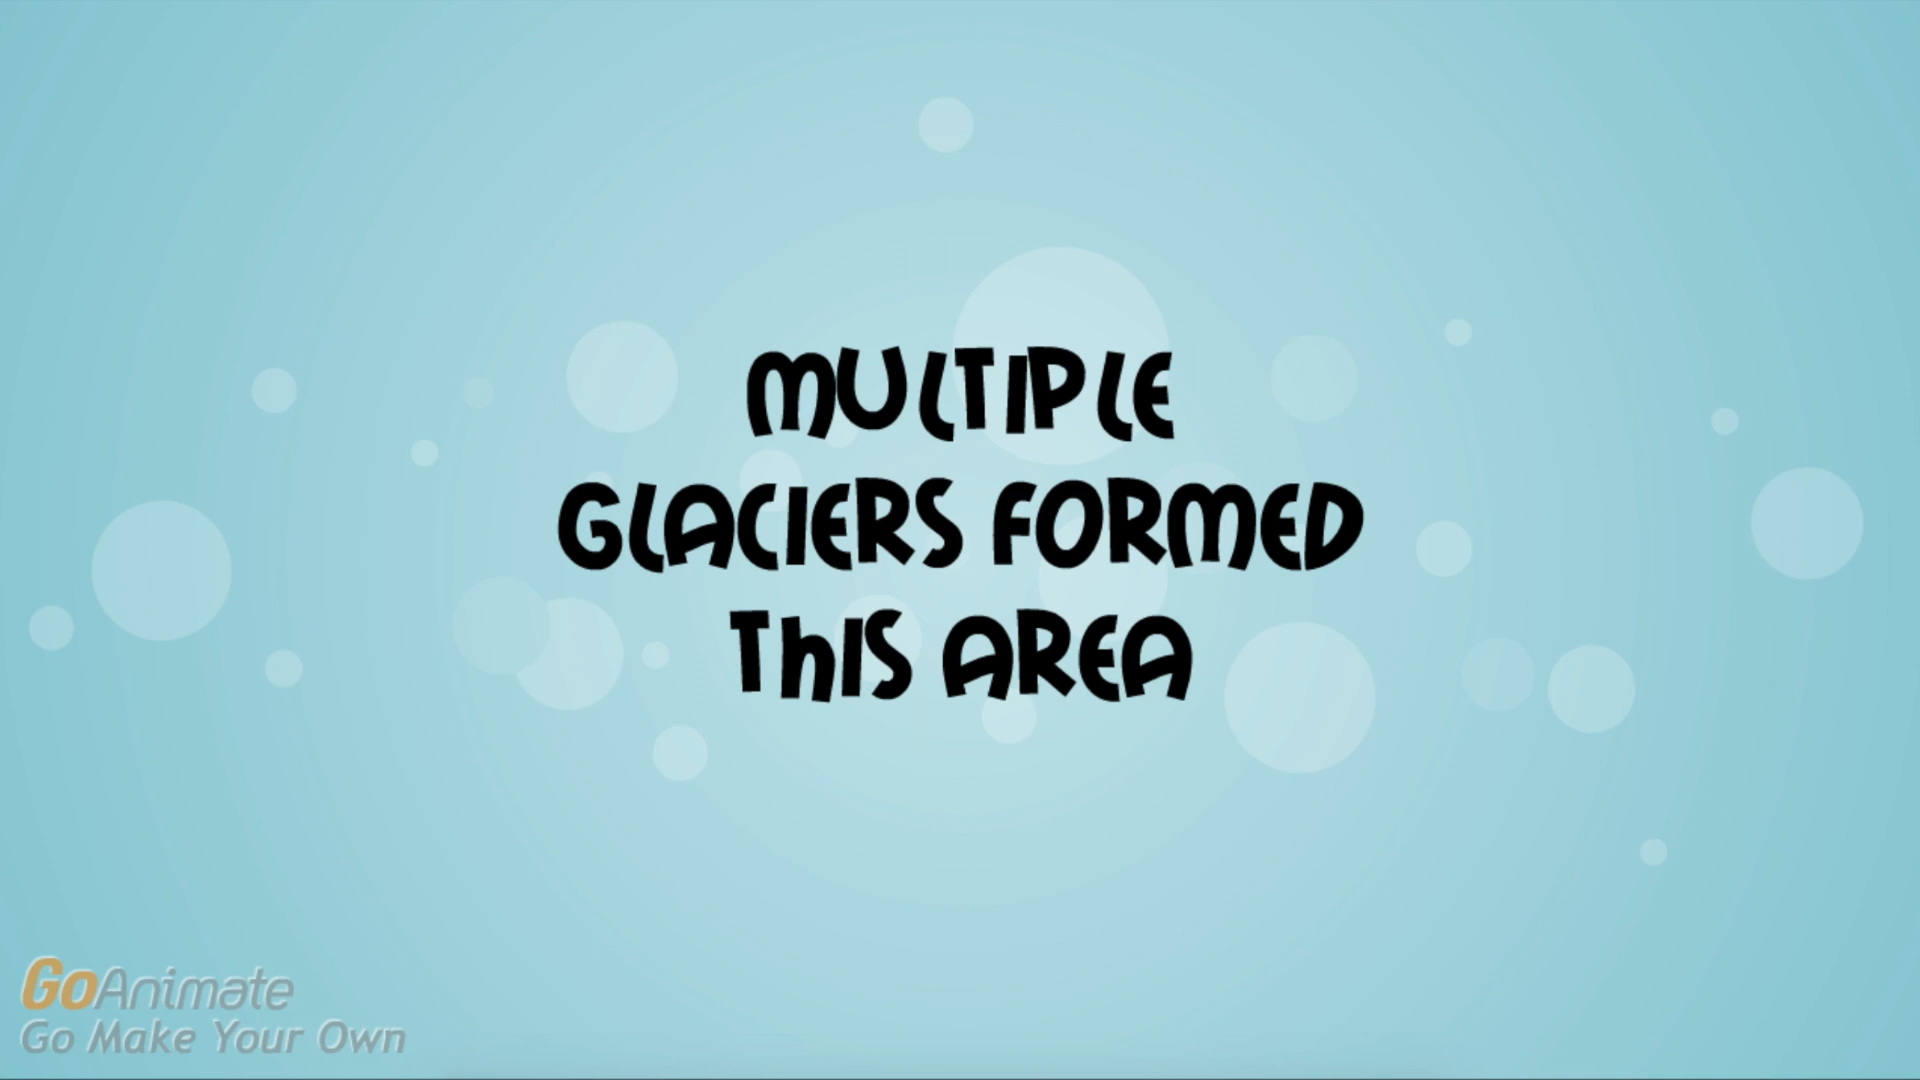 MULTIPLE
GLACIERS FORMED
ThIS AREA
GoAnimate
Go Make Your Own